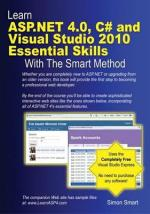 Learn
ASP.NET 4.0, C# and
Visual Studio 2010
Essential Skills
With The Smart Method
Whether you are completely new to ASP.NET or upgrading from
an older version, this book will provide the first step to becoming
a professional web developer.
By the end of the course you'll be able to create sophisticated
interactive web sites like the ones shown below, incorporating
all of ASP.NET 4's essential features.
Spark Accounts
Uses the
Completely Free
Visual Studio Express
No need to purchase
any software!
The companion Web site has sample files
at: www.LearnASP4.com
Simon Smart